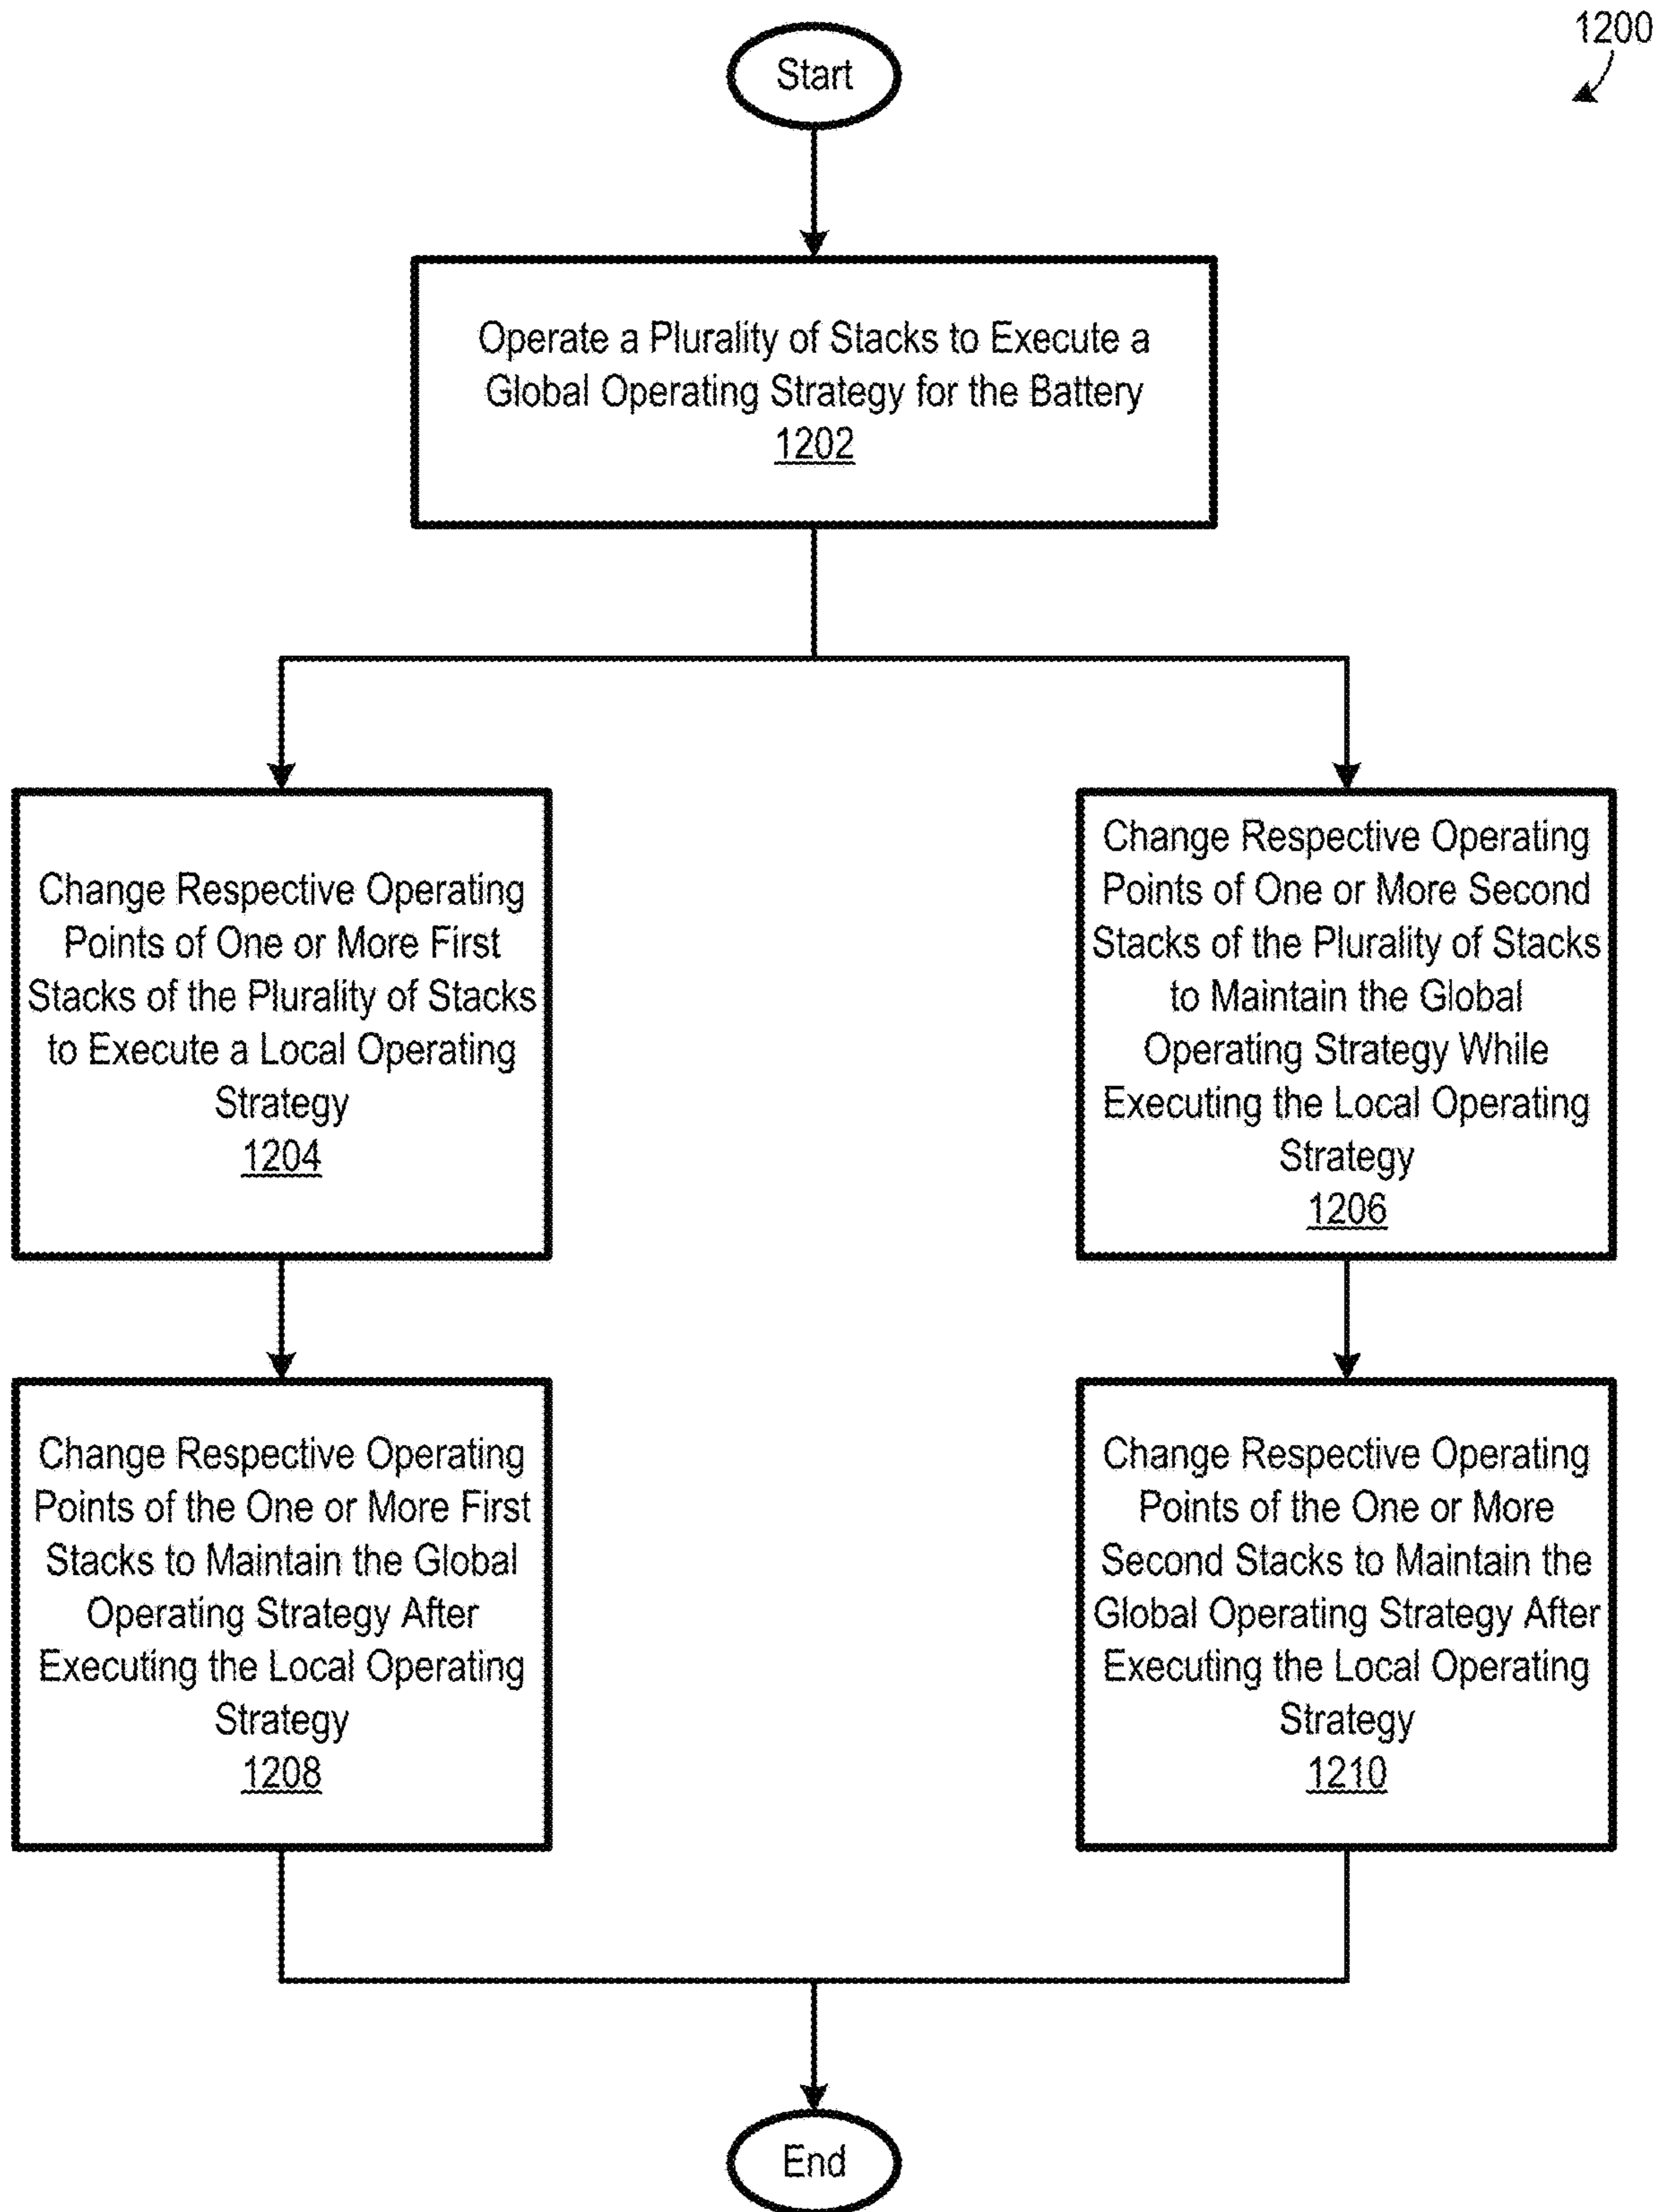 1200
Start
Operate a Plurality of Stacks to Execute a
Global Operating Strategy for the Battery
1202
Change Respective Operating
Points of One or More First
Stacks of the Plurality of Stacks
to Execute a Local Operating
Strategy
1204
Change Respective Operating
Points of One or More Second
Stacks of the Plurality of Stacks
to Maintain the Global
Operating Strategy While
Executing the Local Operating
Strategy
1206
Change Respective Operating
Points of the One or More First
Stacks to Maintain the Global
Operating Strategy After
Executing the Local Operating
Strategy
1208
Change Respective Operating
Points of the One or More
Second Stacks to Maintain the
Global Operating Strategy After
Executing the Local Operating
Strategy
1210
End